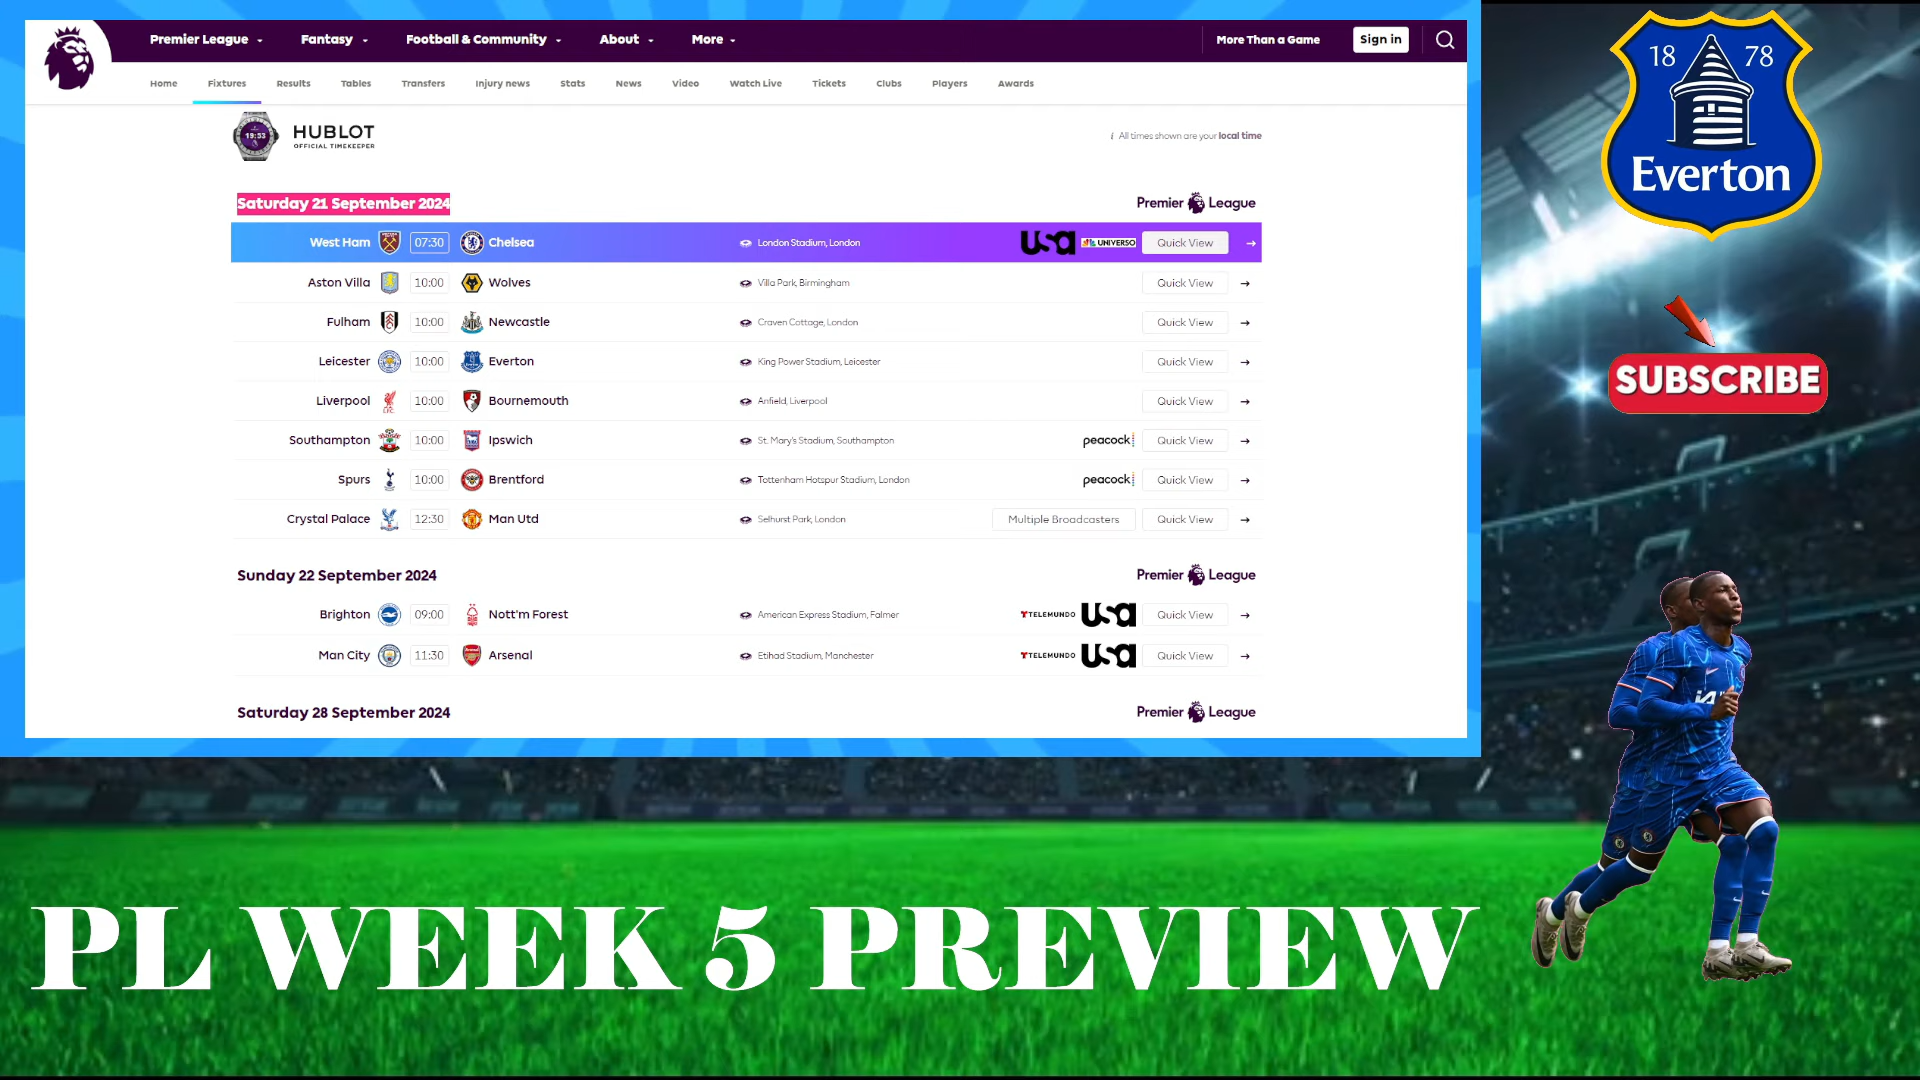 Premier League Fantasy Football & Community About More More Than a Game Sign in
Home Fixtures Results Tables Transfers Injury news Stats News Video Watch Live Tickets Clubs Players Awards
19:53 HUBLOT
OFFICIAL TIMEKEEPER
i All times shown are your local time
Saturday 21 September 2024 Premier League
West Ham 07:30 Chelsea London Stadium, London usa UNIVERSO Quick View →
Aston Villa 10:00 Wolves Villa Park, Birmingham Quick View →
Fulham 10:00 Newcastle Craven Cottage, London Quick View →
Leicester 10:00 Everton King Power Stadium, Leicester Quick View →
Liverpool 10:00 Bournemouth Anfield, Liverpool Quick View →
Southampton 10:00 Ipswich St. Mary's Stadium, Southampton peacock Quick View →
Spurs 10:00 Brentford Tottenham Hotspur Stadium, London peacock Quick View →
Crystal Palace 12:30 Man Utd Selhurst Park, London Multiple Broadcasters Quick View →
Sunday 22 September 2024 Premier League
Brighton 09:00 Nott'm Forest American Express Stadium, Falmer TELEMUNDO usa Quick View →
Man City 11:30 Arsenal Etihad Stadium, Manchester TELEMUNDO usa Quick View →
Saturday 28 September 2024 Premier League
18 78
Everton
SUBSCRIBE
PL WEEK 5 PREVIEW